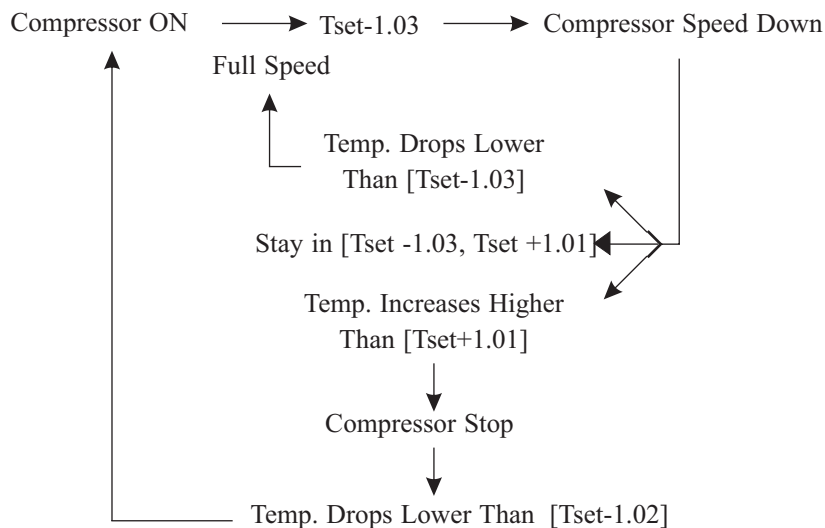 Compressor ON
Tset-1.03
Compressor Speed Down
Full Speed
Temp. Drops Lower
Than [Tset-1.03]
Stay in [Tset -1.03, Tset +1.01]
Temp. Increases Higher
Than [Tset+1.01]
Compressor Stop
Temp. Drops Lower Than [Tset-1.02]